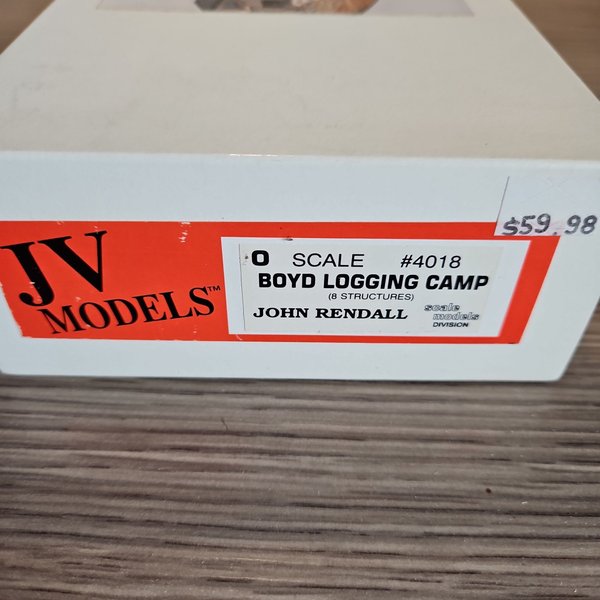 $59.98
JV
MODELS™
O SCALE #4018
BOYD LOGGING CAMP
(8 STRUCTURES)
JOHN RENDALL
scale
models
DIVISION